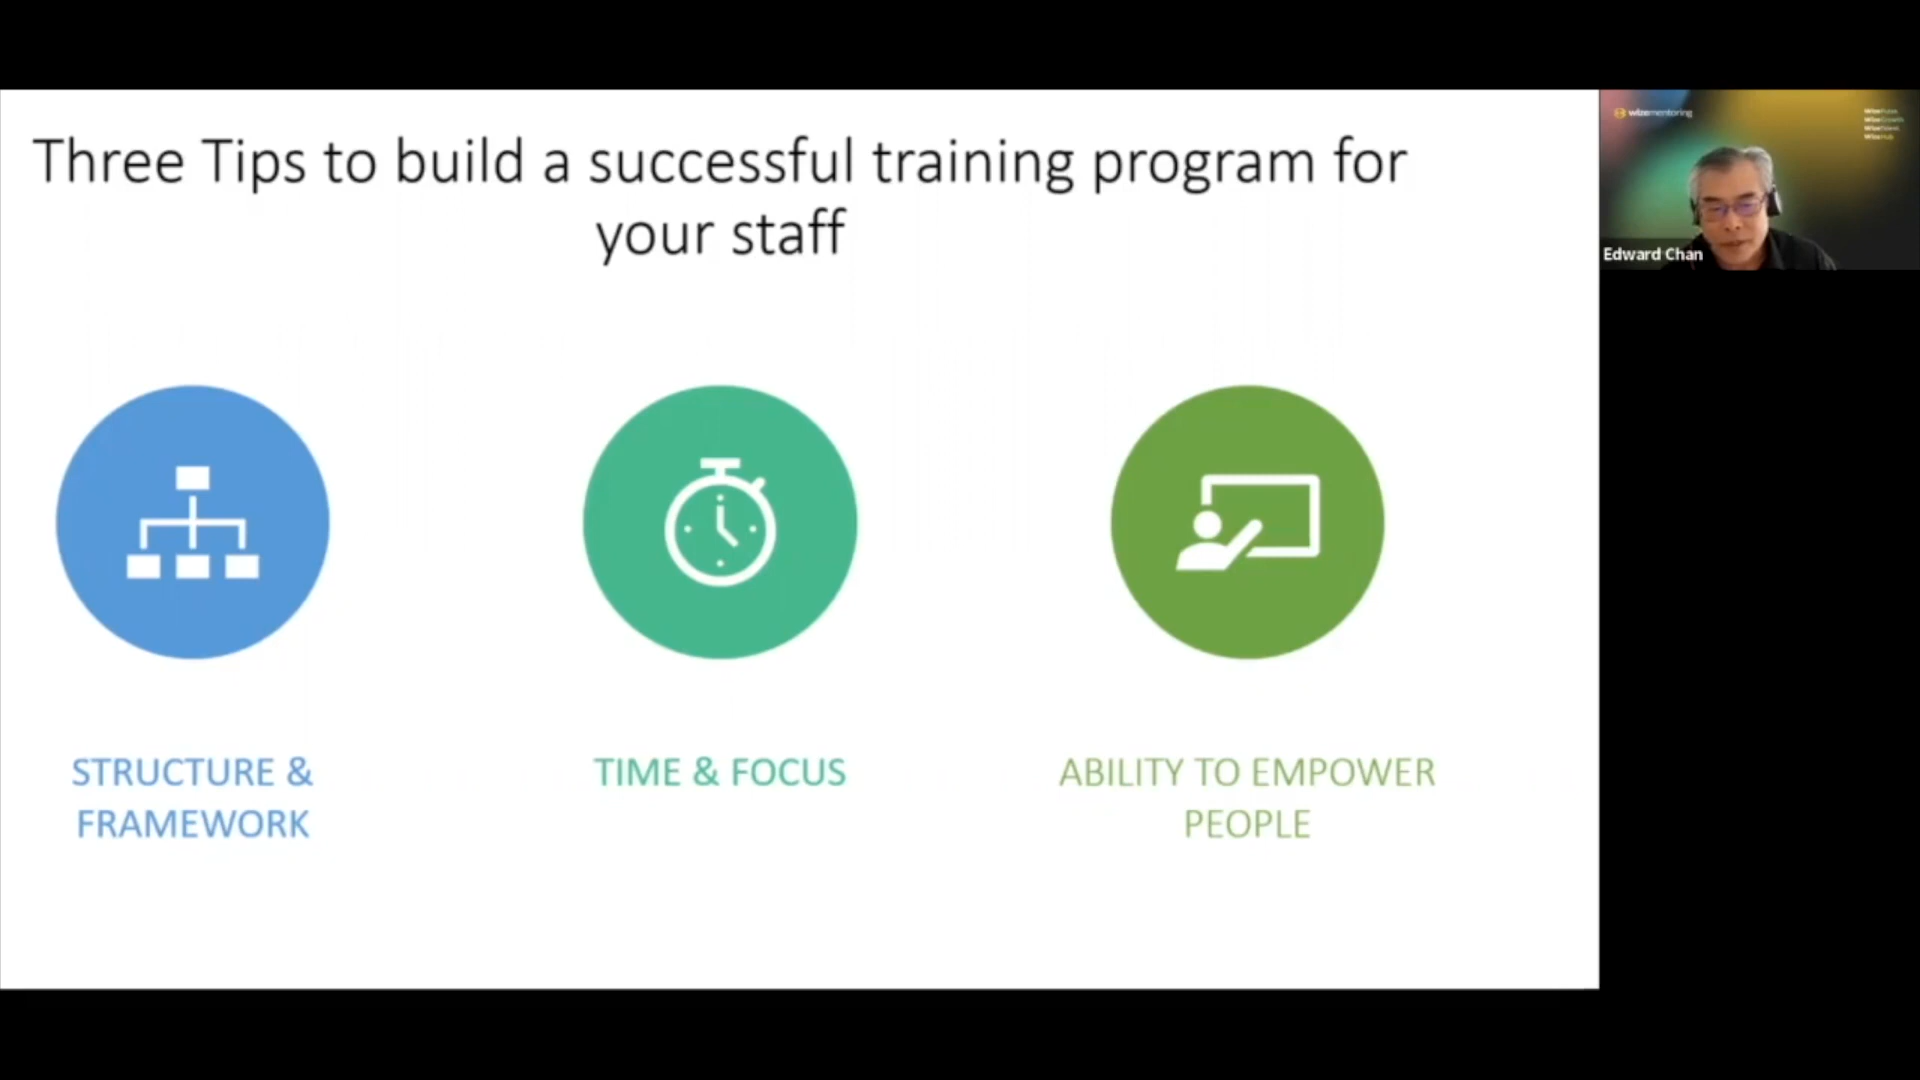 Three Tips to build a successful training program for
your staff
STRUCTURE &
FRAMEWORK
TIME & FOCUS
ABILITY TO EMPOWER
PEOPLE
wizementoring
Edward Chan